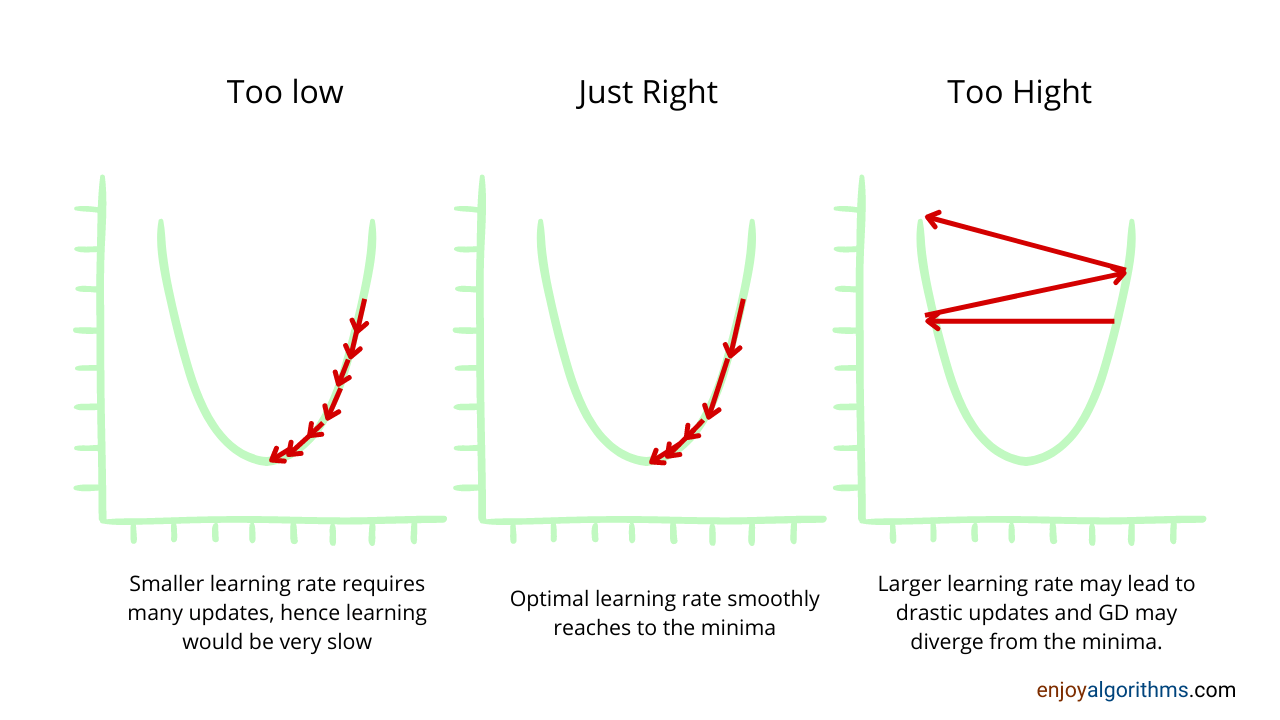 Too low
Just Right
Too Hight
Smaller learning rate requires
many updates, hence learning
would be very slow
Optimal learning rate smoothly
reaches to the minima
Larger learning rate may lead to
drastic updates and GD may
diverge from the minima.
enjoyalgorithms.com